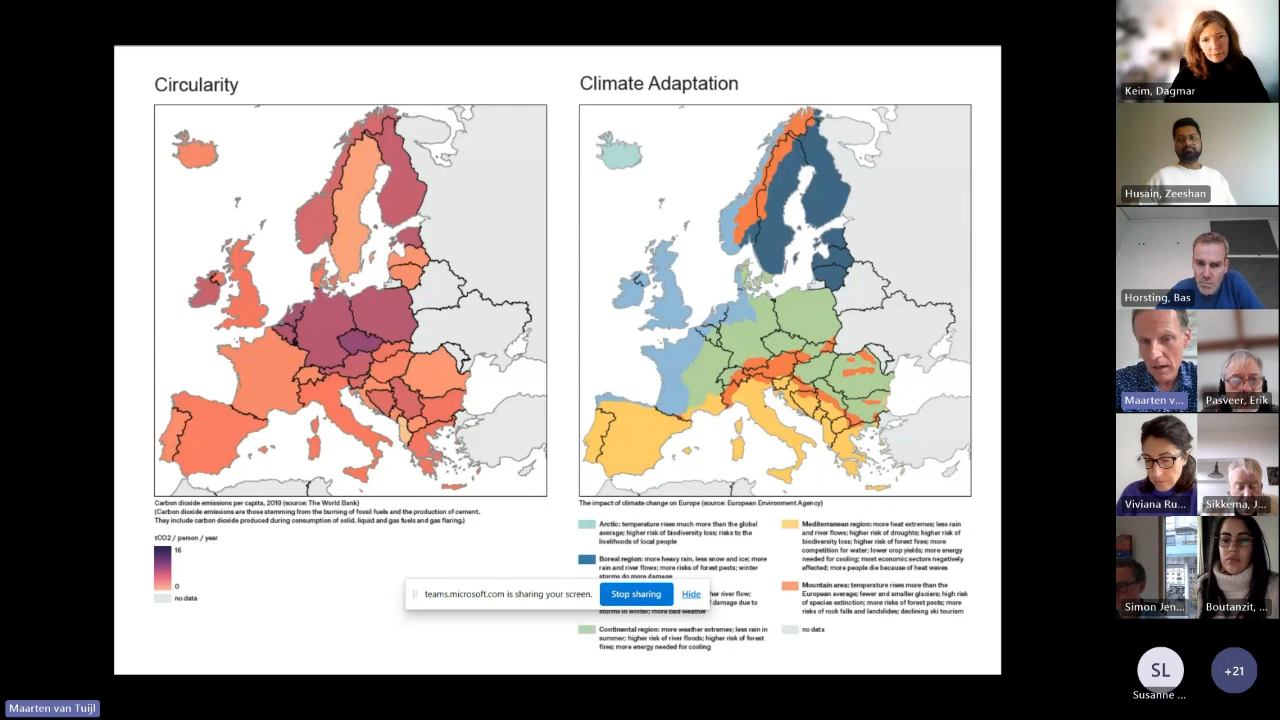 Circularity
Climate Adaptation
Carbon dioxide emissions per capita, 2019 (source: The World Bank)
(Carbon dioxide emissions are those stemming from the burning of fossil fuels and the production of cement.
They include carbon dioxide produced during consumption of solid, liquid and gas fuels and gas flaring.)
tCO2 / person / year
16
0
no data
The impact of climate change on Europe (source: European Environment Agency)
Arctic: temperature rises much more than the global
average; higher risk of biodiversity loss; risks to the
livelihoods of local people
Boreal region: more heavy rain, less snow and ice; more
rain and river flows; more risks of forest pests; winter
storms do more damage
her river flow;
f damage due to
storms in winter; more bad weather
Continental region: more weather extremes; less rain in
summer; higher risk of river floods; higher risk of forest
fires; more energy needed for cooling
Mediterranean region: more heat extremes; less rain
and river flows; higher risk of droughts; higher risk of
biodiversity loss; higher risk of forest fires; more
competition for water; lower crop yields; more energy
needed for cooling; most economic sectors negatively
affected; more people die because of heat waves
Mountain area: temperature rises more than the
European average; fewer and smaller glaciers; high risk
of species extinction; more risks of forest pests; more
risks of rock falls and landslides; declining ski tourism
no data
teams.microsoft.com is sharing your screen.
Stop sharing
Hide
Keim, Dagmar
Husain, Zeeshan
Horsting, Bas
Maarten v...
Pasveer, Erik
Viviana Ru...
Sikkema, J...
Simon Jen...
Boutanzit, ...
SL
Susanne ...
+21
Maarten van Tuijl